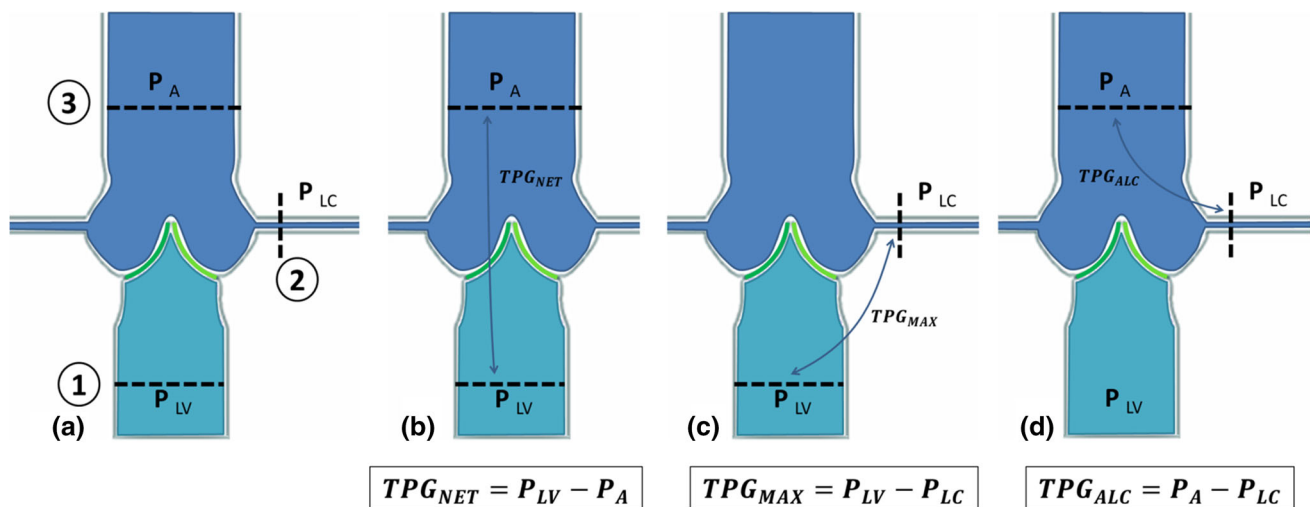 3
P A
P LC
2
1
P LV
(a)
P A
TPG NET
P LV
(b)
TPG NET = P LV − P A
P LC
TPG MAX
P LV
(c)
TPG MAX = P LV − P LC
P A
TPG ALC
P LC
P LV
(d)
TPG ALC = P A − P LC